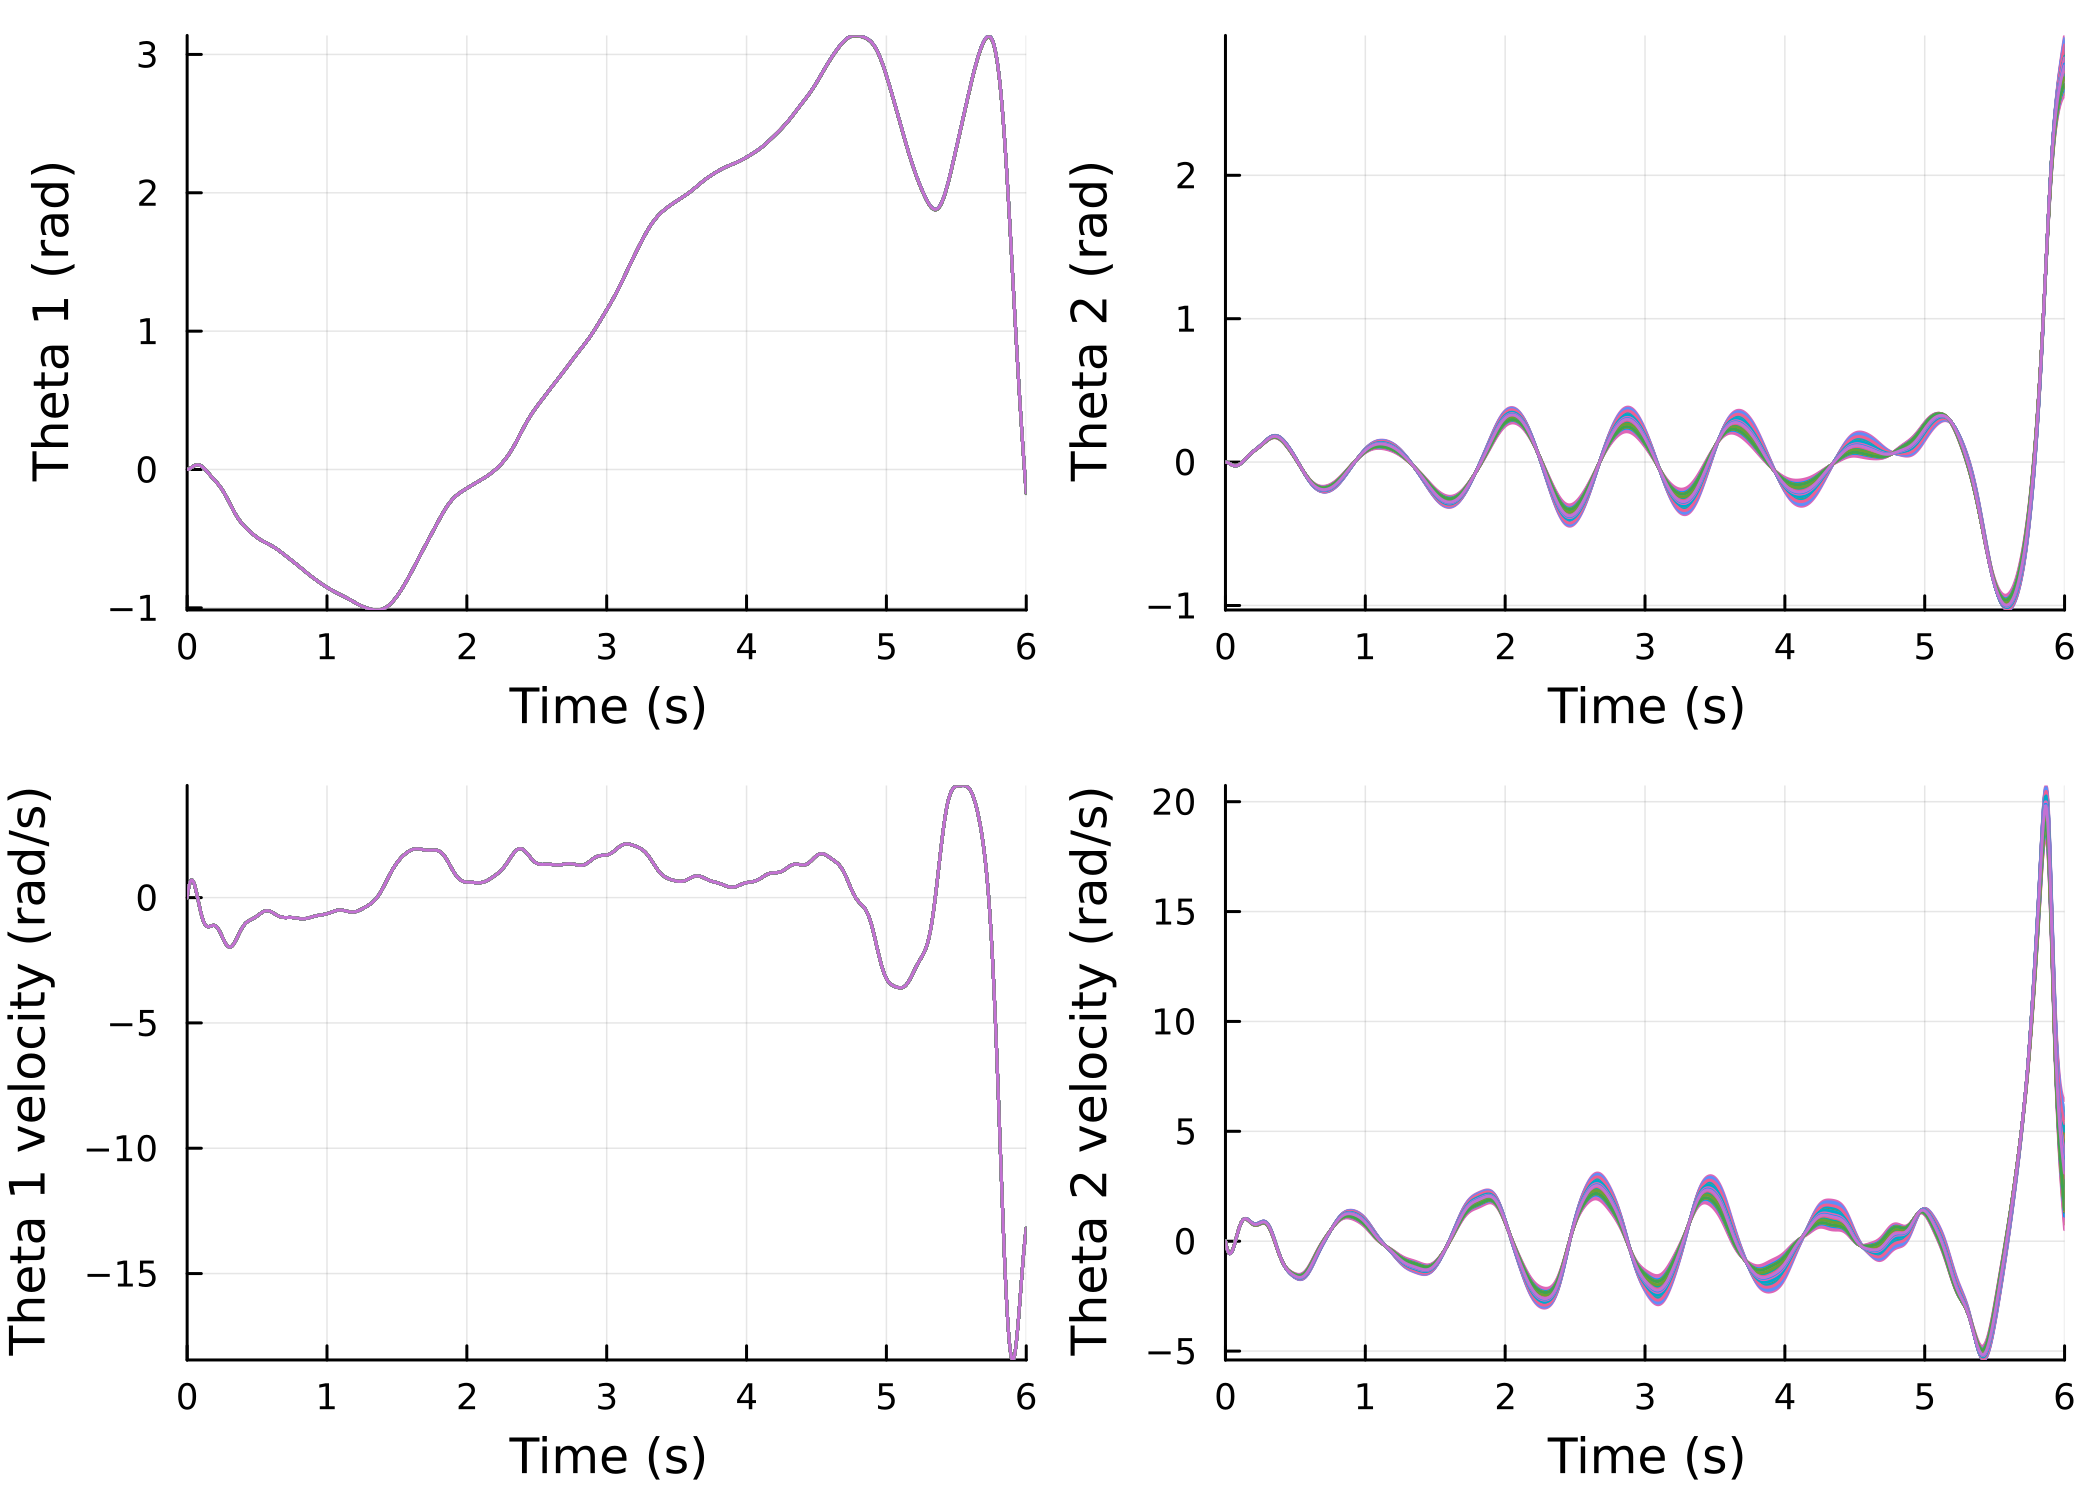 Theta 1 (rad)
3
2
1
0
−1
0 1 2 3 4 5 6
Time (s)
Theta 2 (rad)
2
1
0
−1
0 1 2 3 4 5 6
Time (s)
Theta 1 velocity (rad/s)
0
−5
−10
−15
0 1 2 3 4 5 6
Time (s)
Theta 2 velocity (rad/s)
20
15
10
5
0
−5
0 1 2 3 4 5 6
Time (s)